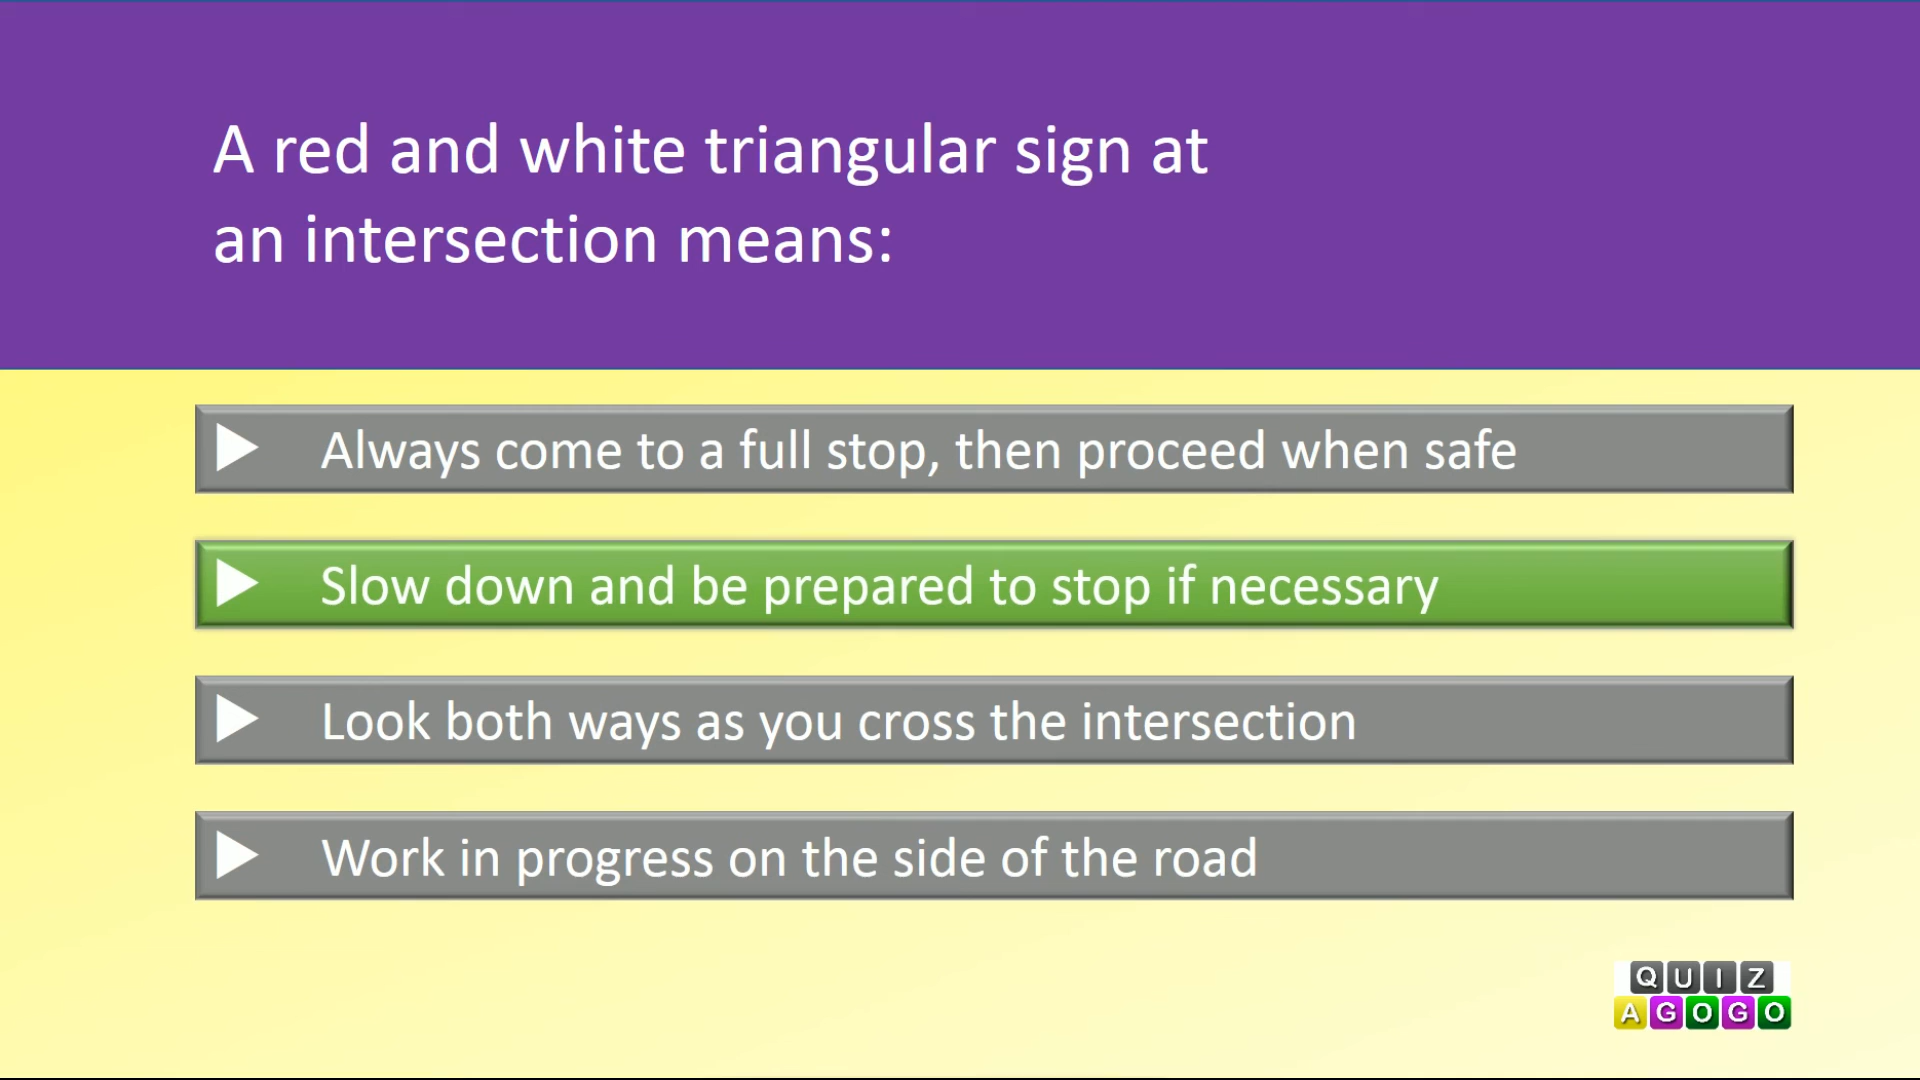 A red and white triangular sign at
an intersection means:
Always come to a full stop, then proceed when safe
Slow down and be prepared to stop if necessary
Look both ways as you cross the intersection
Work in progress on the side of the road
QUIZ
AGOGO